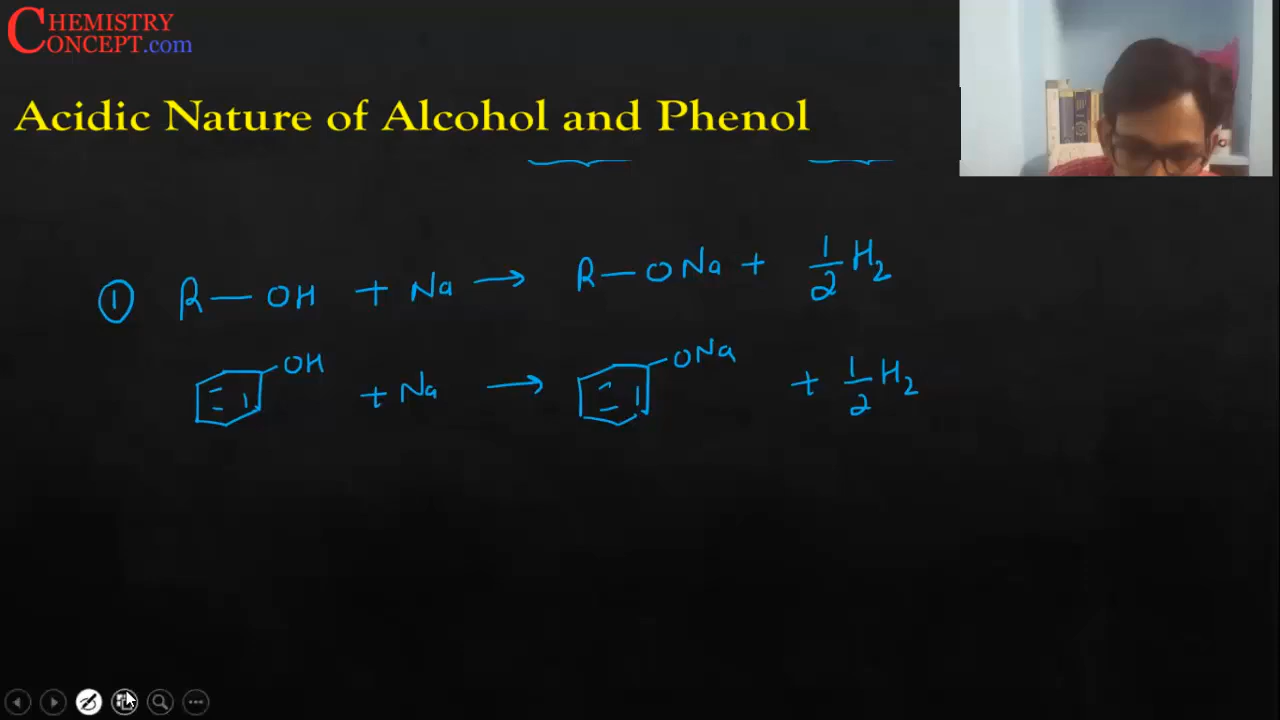 CHEMISTRY
CONCEPT.com
Acidic Nature of Alcohol and Phenol
① R—OH + Na → R—ONa + 1/2 H₂
OH + Na → ONa + 1/2 H₂